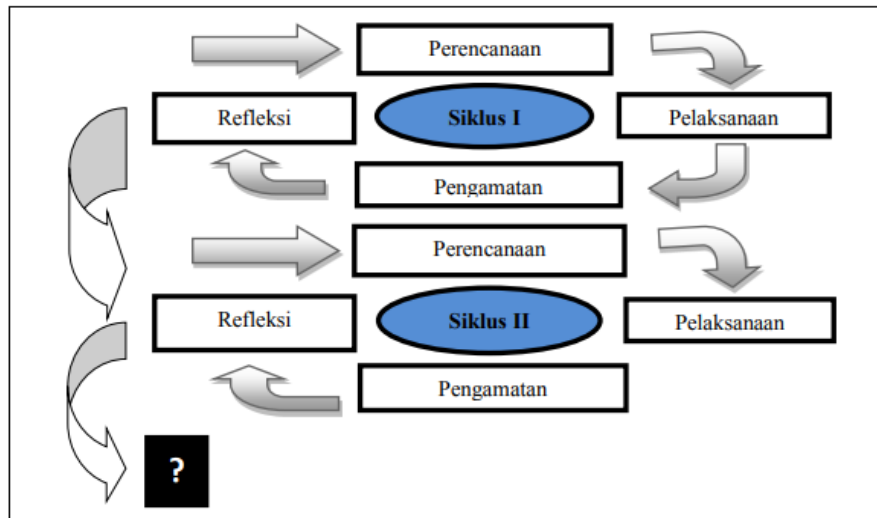 Perencanaan
Refleksi
Siklus I
Pelaksanaan
Pengamatan
Perencanaan
Refleksi
Siklus II
Pelaksanaan
Pengamatan
?